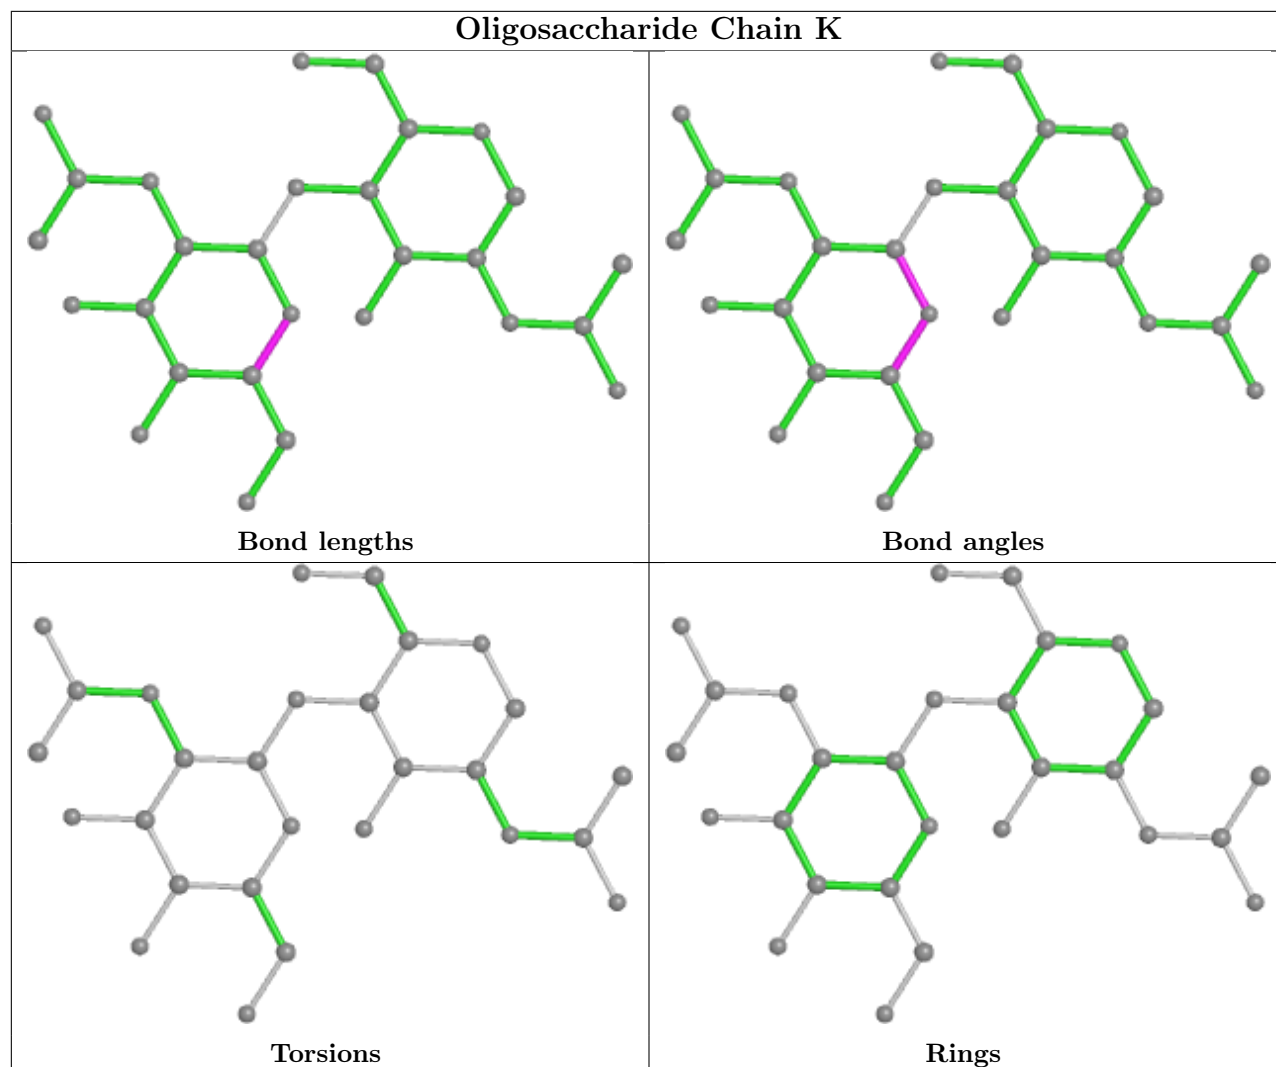 Oligosaccharide Chain K
Bond lengths
Bond angles
Torsions
Rings